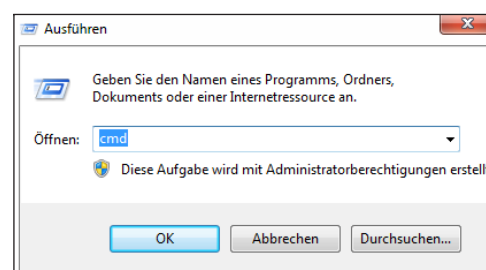 Ausführen
Geben Sie den Namen eines Programms, Ordners,
Dokuments oder einer Internetressource an.
Öffnen: cmd
Diese Aufgabe wird mit Administratorberechtigungen erstell
OK Abbrechen Durchsuchen...